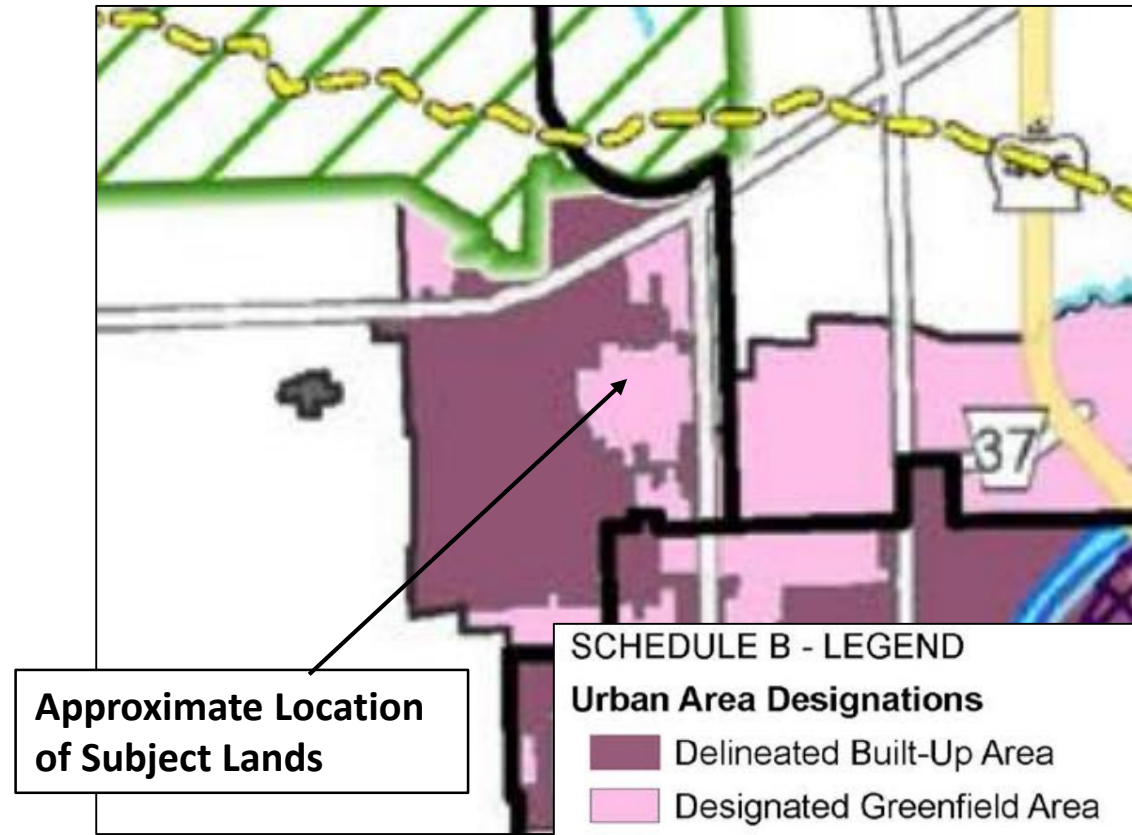 37
Approximate Location
of Subject Lands
SCHEDULE B - LEGEND
Urban Area Designations
Delineated Built-Up Area
Designated Greenfield Area